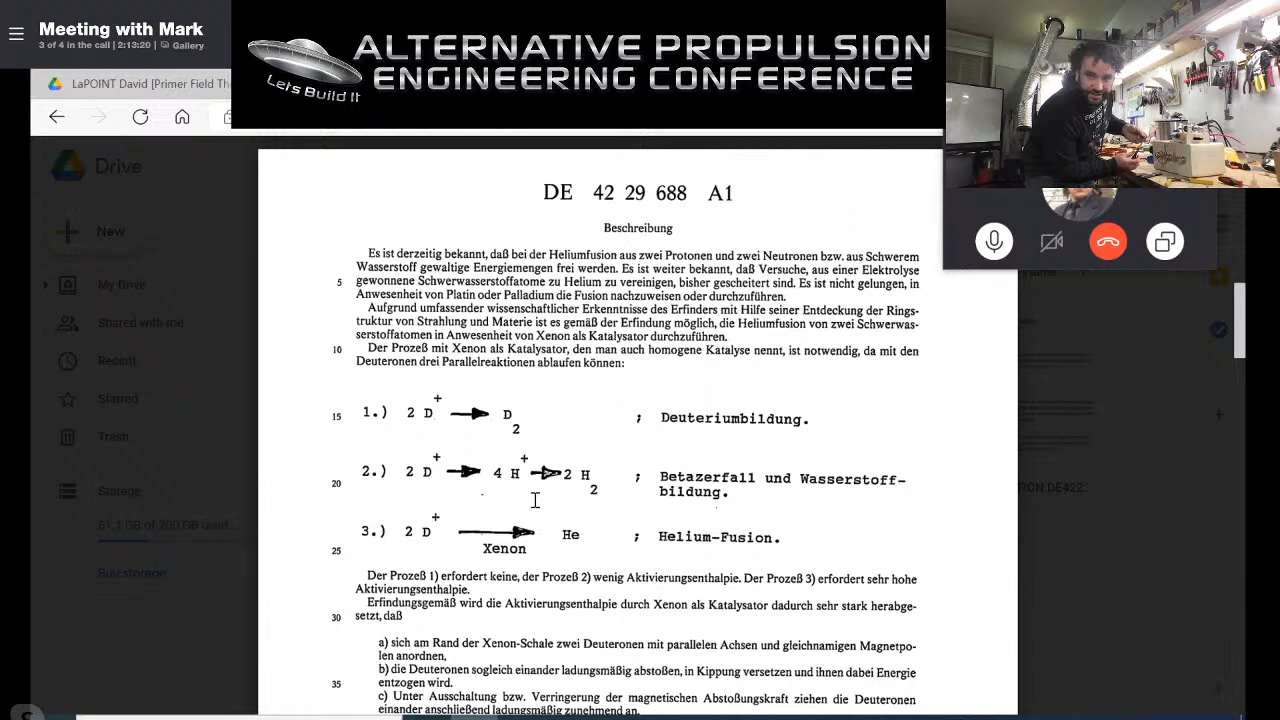 Meeting with Mark
3 of 4 in the call | 2:13:20 | Gallery
Let's Build It
ALTERNATIVE PROPULSION
ENGINEERING CONFERENCE
LaPOINT David [Primer Field Th
Drive
New
My Drive
Shared with me
Recent
Starred
Trash
Storage
61.1 GB of 200 GB used
Buy storage
DE 42 29 688 A1
Beschreibung
Es ist derzeitig bekannt, daß bei der Heliumfusion aus zwei Protonen und zwei Neutronen bzw. aus Schwerem
Wasserstoff gewaltige Energiemengen frei werden. Es ist weiter bekannt, daß Versuche, aus einer Elektrolyse
5 gewonnene Schwerwasserstoffatome zu Helium zu vereinigen, bisher gescheitert sind. Es ist nicht gelungen, in
Anwesenheit von Platin oder Palladium die Fusion nachzuweisen oder durchzuführen.
Aufgrund umfassender wissenschaftlicher Erkenntnisse des Erfinders mit Hilfe seiner Entdeckung der Ring-
struktur von Strahlung und Materie ist es gemäß der Erfindung möglich, die Heliumfusion von zwei Schwerwas-
serstoffatomen in Anwesenheit von Xenon als Katalysator durchzuführen.
10 Der Prozeß mit Xenon als Katalysator, den man auch homogene Katalyse nennt, ist notwendig, da mit den
Deuteronen drei Parallelreaktionen ablaufen können:
15 1.) 2 D+ → D2 ; Deuteriumbildung.
2.) 2 D+ → 4 H+ → 2 H2 ; Betazerfall und Wasserstoff-
20 bildung.
3.) 2 D+ → He ; Helium-Fusion.
25 Xenon
Der Prozeß 1) erfordert keine, der Prozeß 2) wenig Aktivierungsenthalpie. Der Prozeß 3) erfordert sehr hohe
Aktivierungsenthalpie.
Erfindungsgemäß wird die Aktivierungsenthalpie durch Xenon als Katalysator dadurch sehr stark herabge-
30 setzt, daß
a) sich am Rand der Xenon-Schale zwei Deuteronen mit parallelen Achsen und gleichnamigen Magnetpo-
len anordnen,
b) die Deuteronen sogleich einander ladungsmäßig abstoßen, in Kippung versetzen und ihnen dabei Energie
35 entzogen wird.
c) Unter Ausschaltung bzw. Verringerung der magnetischen Abstoßungskraft ziehen die Deuteronen
einander anschließend ladungsmäßig zunehmend an.